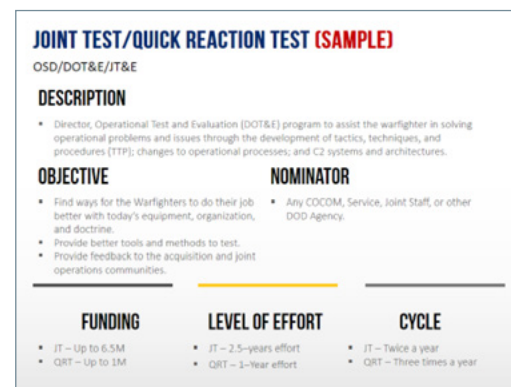 JOINT TEST/QUICK REACTION TEST (SAMPLE)
OSD/DOT&E/JT&E
DESCRIPTION
▪ Director, Operational Test and Evaluation (DOT&E) program to assist the warfighter in solving
operational problems and issues through the development of tactics, techniques, and
procedures (TTP); changes to operational processes; and C2 systems and architectures.
OBJECTIVE
▪ Find ways for the Warfighters to do their job
better with today's equipment, organization,
and doctrine.
▪ Provide better tools and methods to test.
▪ Provide feedback to the acquisition and joint
operations communities.
NOMINATOR
▪ Any COCOM, Service, Joint Staff, or other
DOD Agency.
FUNDING
▪ JT – Up to 6.5M
▪ QRT – Up to 1M
LEVEL OF EFFORT
▪ JT – 2.5–years effort
▪ QRT – 1–Year effort
CYCLE
▪ JT – Twice a year
▪ QRT – Three times a year